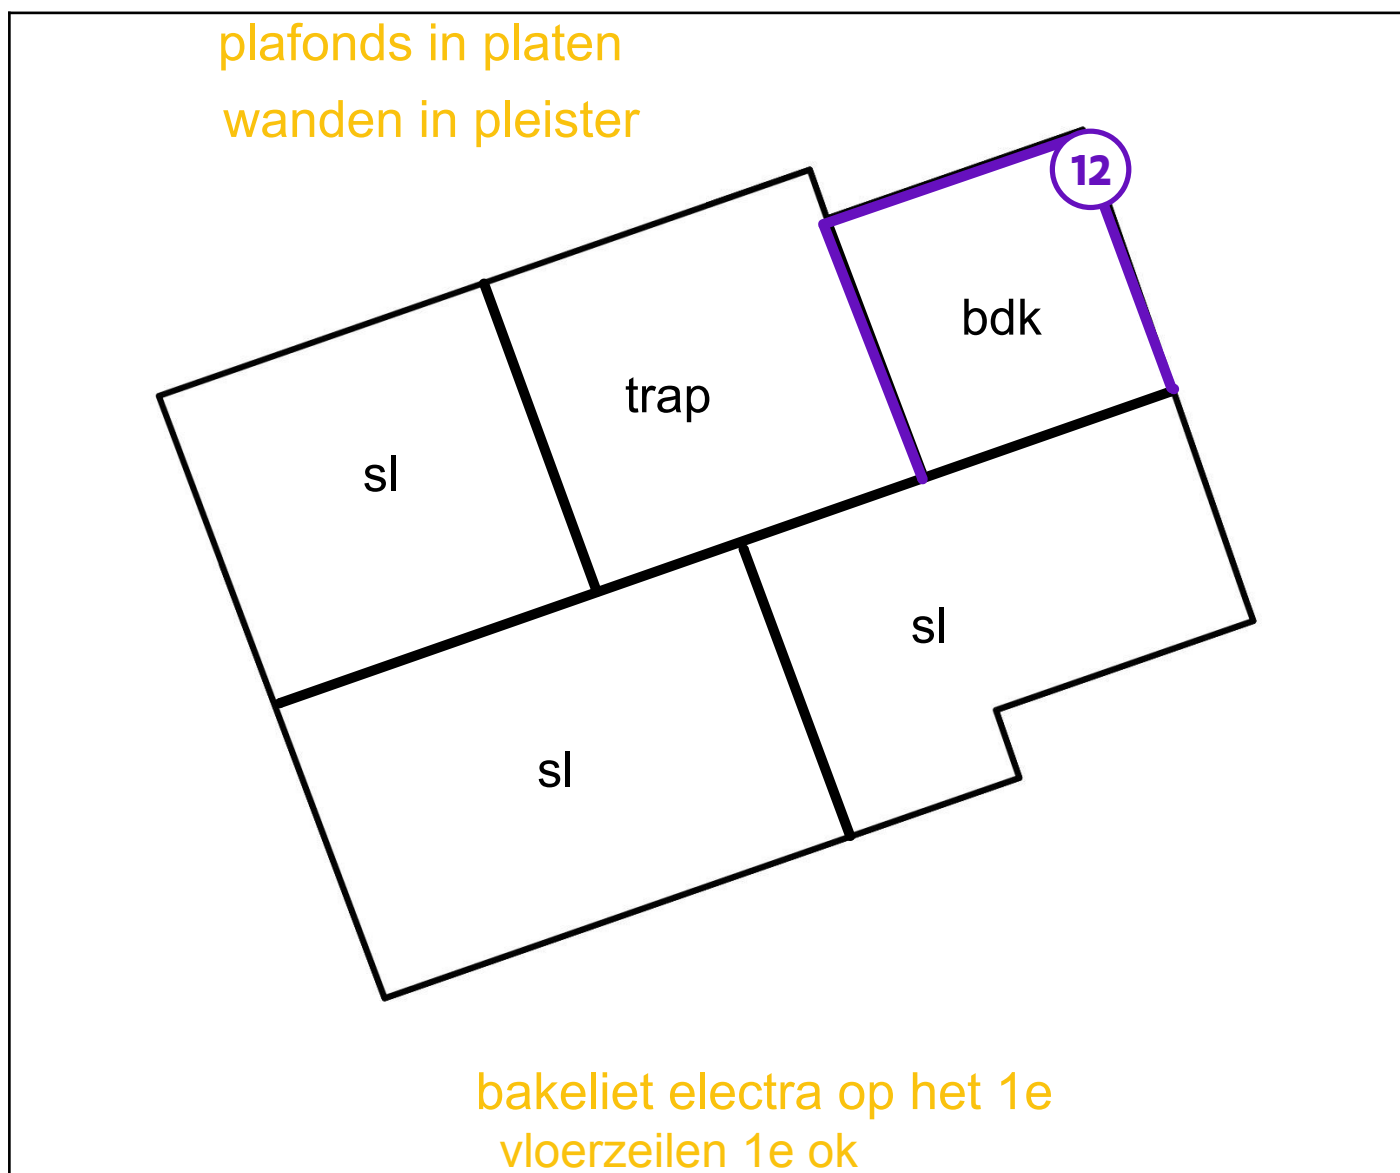 plafonds in platen
wanden in pleister
12
bdk
trap
sl
sl
sl
bakeliet electra op het 1e
vloerzeilen 1e ok